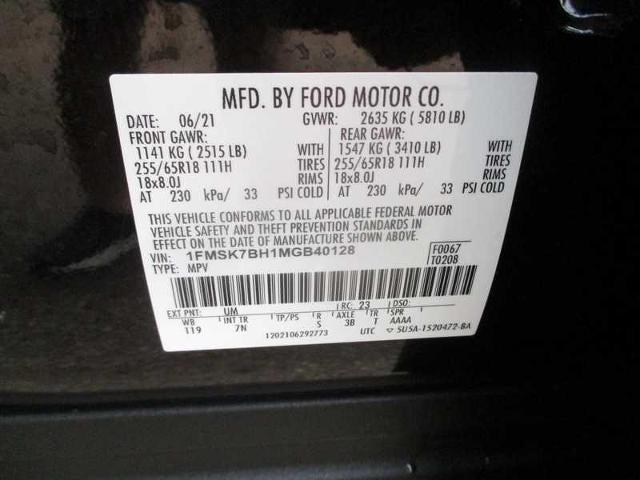 MFD. BY FORD MOTOR CO.
DATE: 06/21 GVWR: 2635 KG ( 5810 LB)
FRONT GAWR: REAR GAWR:
1141 KG ( 2515 LB) WITH 1547 KG ( 3410 LB) WITH
255/65R18 111H TIRES 255/65R18 111H TIRES
18x8.0J RIMS 18x8.0J RIMS
AT 230 kPa/ 33 PSI COLD AT 230 kPa/ 33 PSI COLD
THIS VEHICLE CONFORMS TO ALL APPLICABLE FEDERAL MOTOR
VEHICLE SAFETY AND THEFT PREVENTION STANDARDS IN
EFFECT ON THE DATE OF MANUFACTURE SHOWN ABOVE.
VIN: 1FMSK7BH1MGB40128 F0067
TYPE: MPV T0208
EXT PNT: UM RC: 23 DSO:
WB INT TR TP/PS R AXLE TR SPR
119 7N S 3B T AAAA
1202106292773 UTC 5U5A-1520472-BA